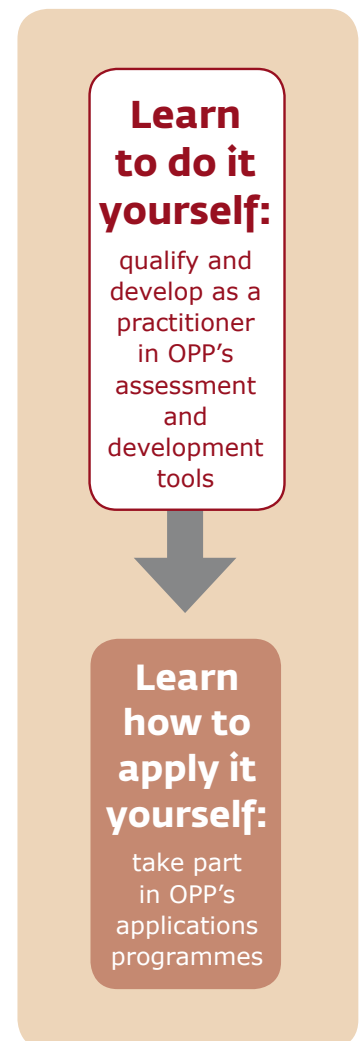 Learn
to do it
yourself:
qualify and
develop as a
practitioner
in OPP’s
assessment
and
development
tools
Learn
how to
apply it
yourself:
take part
in OPP’s
applications
programmes